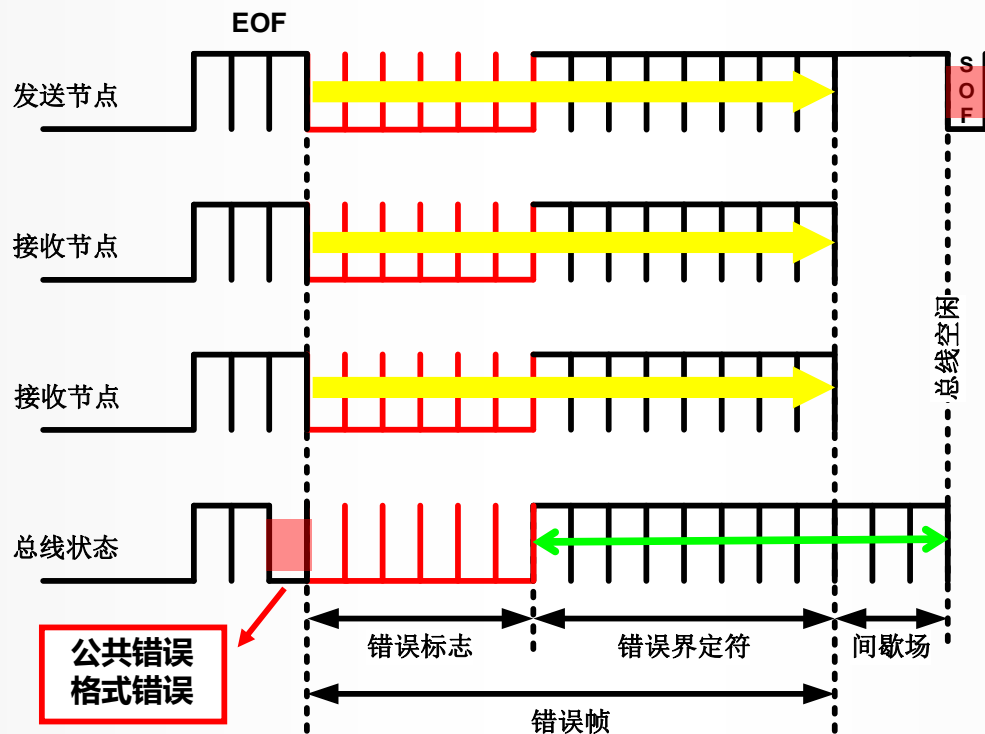 EOF
发送节点
S
O
F
接收节点
总线空闲
接收节点
总线状态
公共错误
格式错误
错误标志
错误界定符
间歇场
错误帧